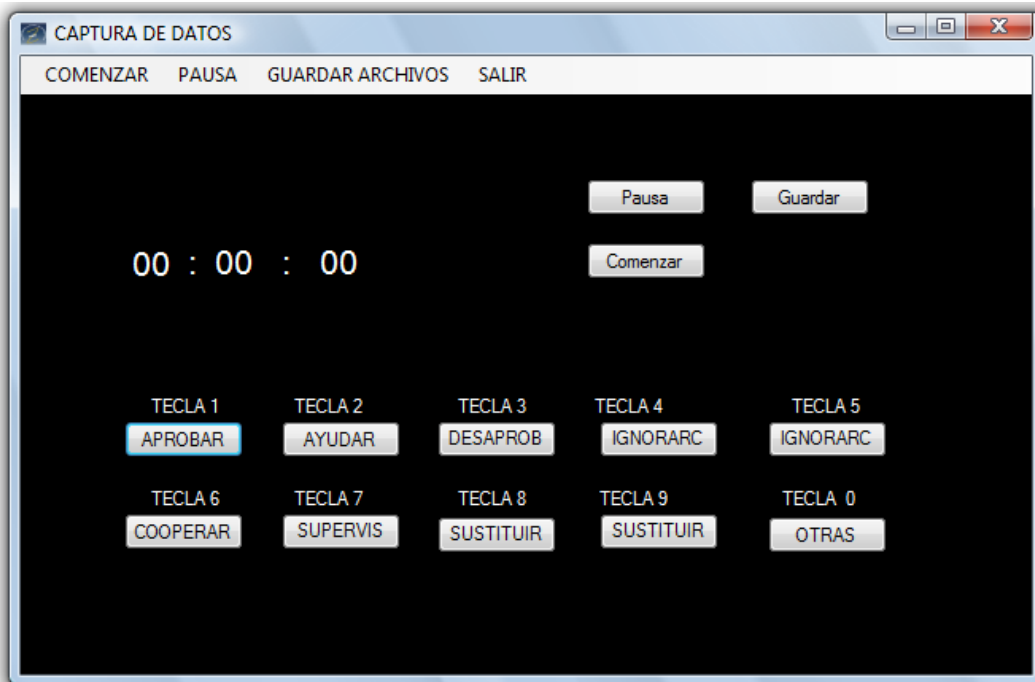 CAPTURA DE DATOS
COMENZAR PAUSA GUARDAR ARCHIVOS SALIR
Pausa Guardar
00 : 00 : 00 Comenzar
TECLA 1 TECLA 2 TECLA 3 TECLA 4 TECLA 5
APROBAR AYUDAR DESAPROB IGNORARC IGNORARC
TECLA 6 TECLA 7 TECLA 8 TECLA 9 TECLA 0
COOPERAR SUPERVIS SUSTITUIR SUSTITUIR OTRAS